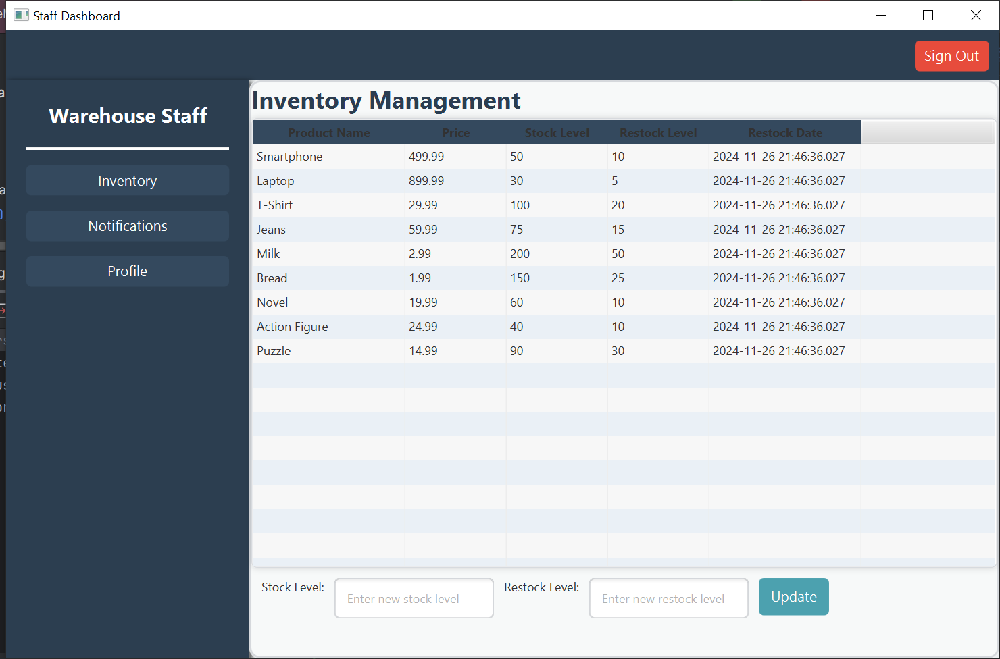 Staff Dashboard
Sign Out
Warehouse Staff
Inventory
Notifications
Profile
Inventory Management
Product Name Price Stock Level Restock Level Restock Date
Smartphone 499.99 50 10 2024-11-26 21:46:36.027
Laptop 899.99 30 5 2024-11-26 21:46:36.027
T-Shirt 29.99 100 20 2024-11-26 21:46:36.027
Jeans 59.99 75 15 2024-11-26 21:46:36.027
Milk 2.99 200 50 2024-11-26 21:46:36.027
Bread 1.99 150 25 2024-11-26 21:46:36.027
Novel 19.99 60 10 2024-11-26 21:46:36.027
Action Figure 24.99 40 10 2024-11-26 21:46:36.027
Puzzle 14.99 90 30 2024-11-26 21:46:36.027
Stock Level: Enter new stock level Restock Level: Enter new restock level Update